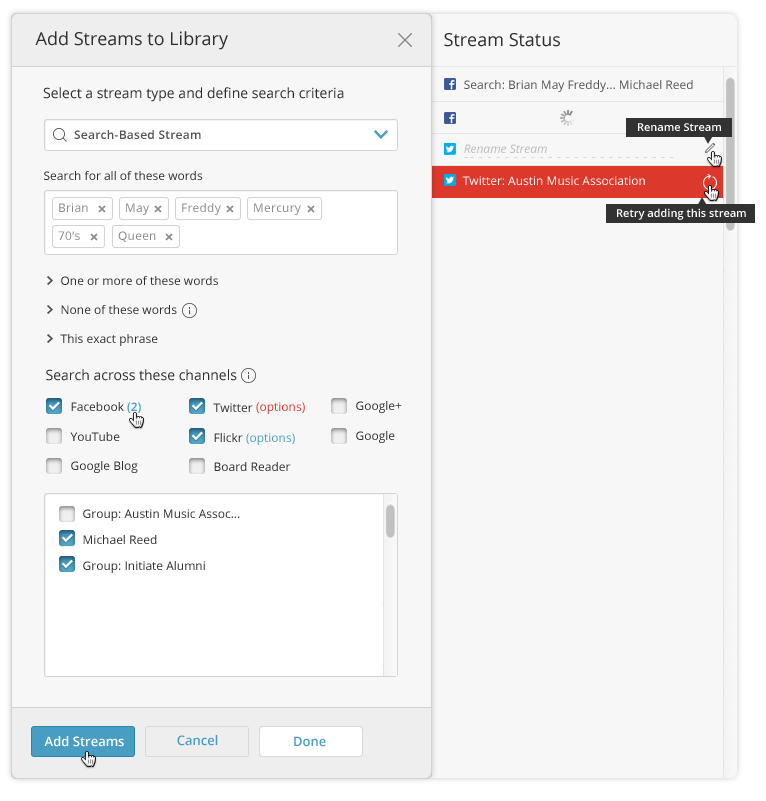 Add Streams to Library
Select a stream type and define search criteria
Search-Based Stream
Search for all of these words
Brian × May × Freddy × Mercury ×
70's × Queen ×
One or more of these words
None of these words i
This exact phrase
Search across these channels i
Facebook (2) Twitter (options) Google+
YouTube Flickr (options) Google
Google Blog Board Reader
Group: Austin Music Assoc...
Michael Reed
Group: Initiate Alumni
Add Streams Cancel Done
Stream Status
Search: Brian May Freddy... Michael Reed
Rename Stream
Rename Stream
Twitter: Austin Music Association
Retry adding this stream